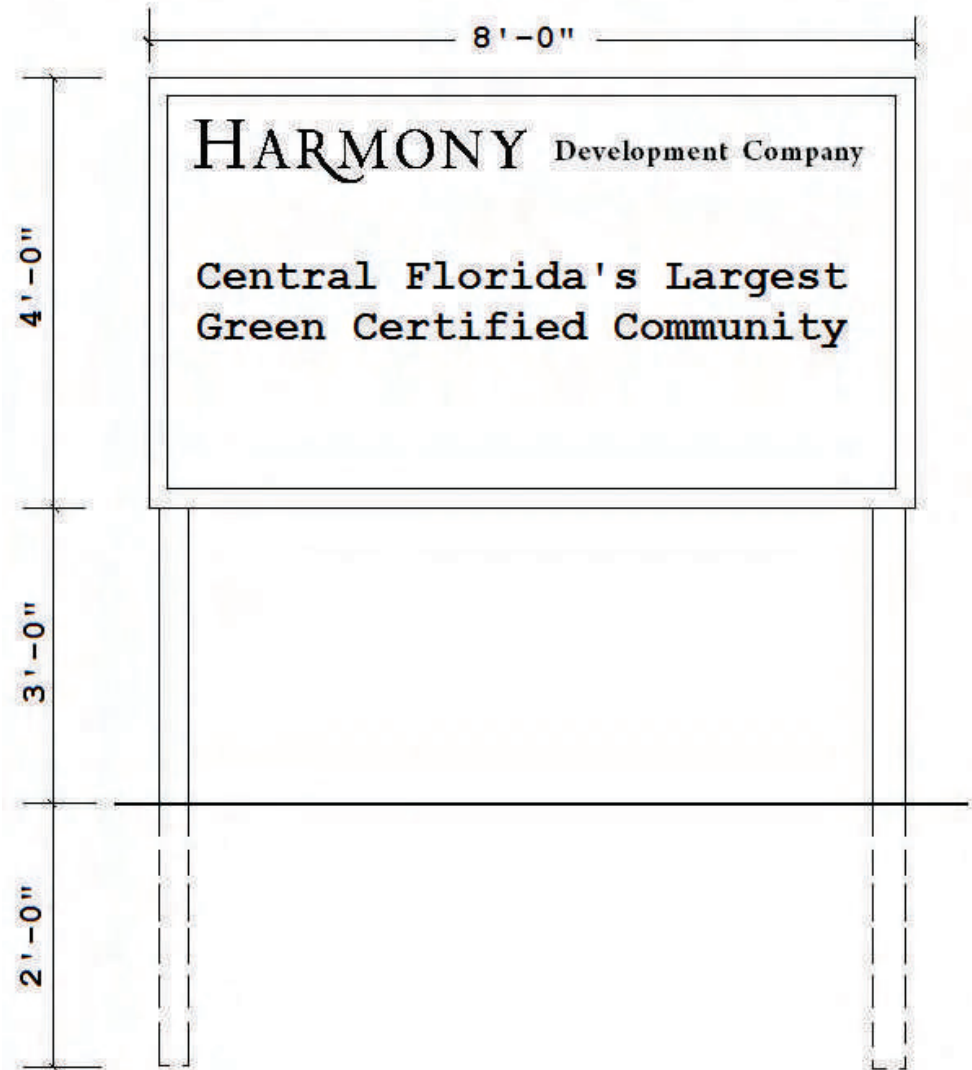 8'-0"
HARMONY Development Company
4'-0"
Central Florida's Largest
Green Certified Community
3'-0"
2'-0"